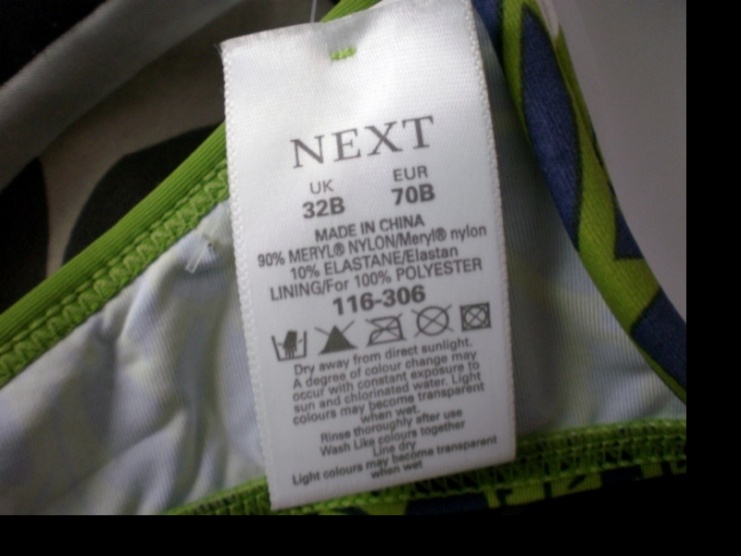 NEXT
UK EUR
32B 70B
MADE IN CHINA
90% MERYL® NYLON/Meryl® nylon
10% ELASTANE/Elastan
LINING/For 100% POLYESTER
116-306
Dry away from direct sunlight.
A degree of colour change may
occur with constant exposure to
sun and chlorinated water. Light
colours may become transparent
when wet.
Rinse thoroughly after use
Wash Like colours together
Line dry
Light colours may become transparent
when wet